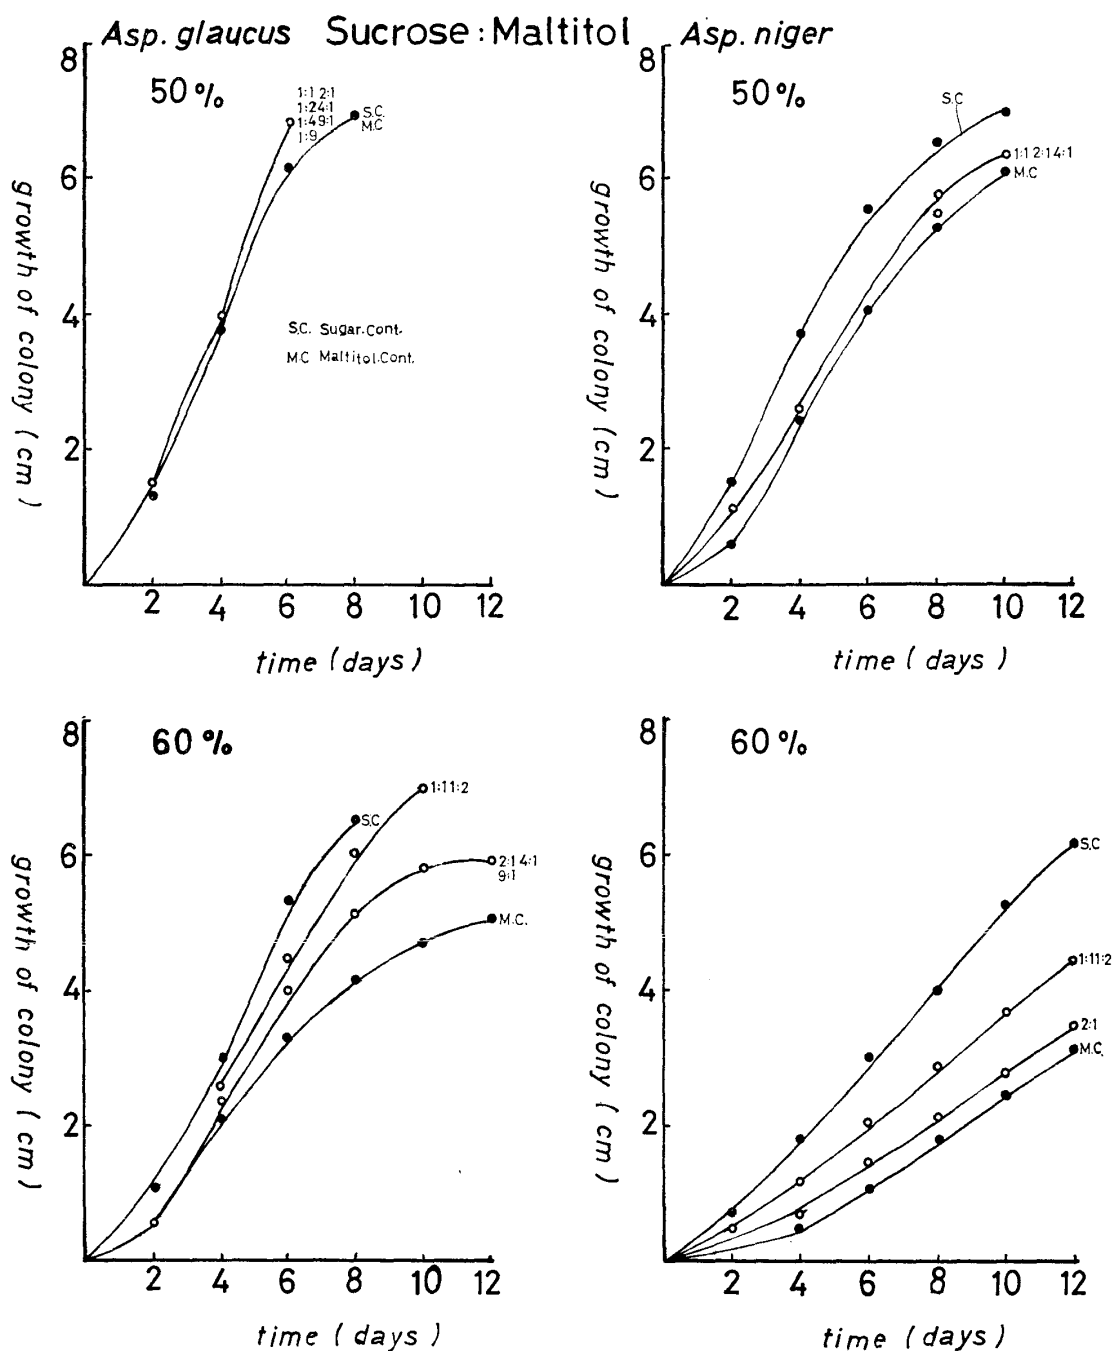 Asp. glaucus Sucrose : Maltitol Asp. niger
50 %
8
6
4
2
growth of colony ( cm )
1:1 2:1
1:2 4:1
1:4 9:1
1:9
S.C.
M.C
S.C. Sugar.Cont.
M.C Maltitol.Cont.
2 4 6 8 10 12
time ( days )
50 %
8
6
4
2
growth of colony ( cm )
S.C
1:1 2:1 4:1
M.C
2 4 6 8 10 12
time ( days )
60 %
8
6
4
2
growth of colony ( cm )
S.C
1:1 1:2
2:1 4:1
9:1
M.C.
2 4 6 8 10 12
time ( days )
60 %
8
6
4
2
growth of colony ( cm )
S.C
1:1 1:2
2:1
M.C.
2 4 6 8 10 12
time ( days )